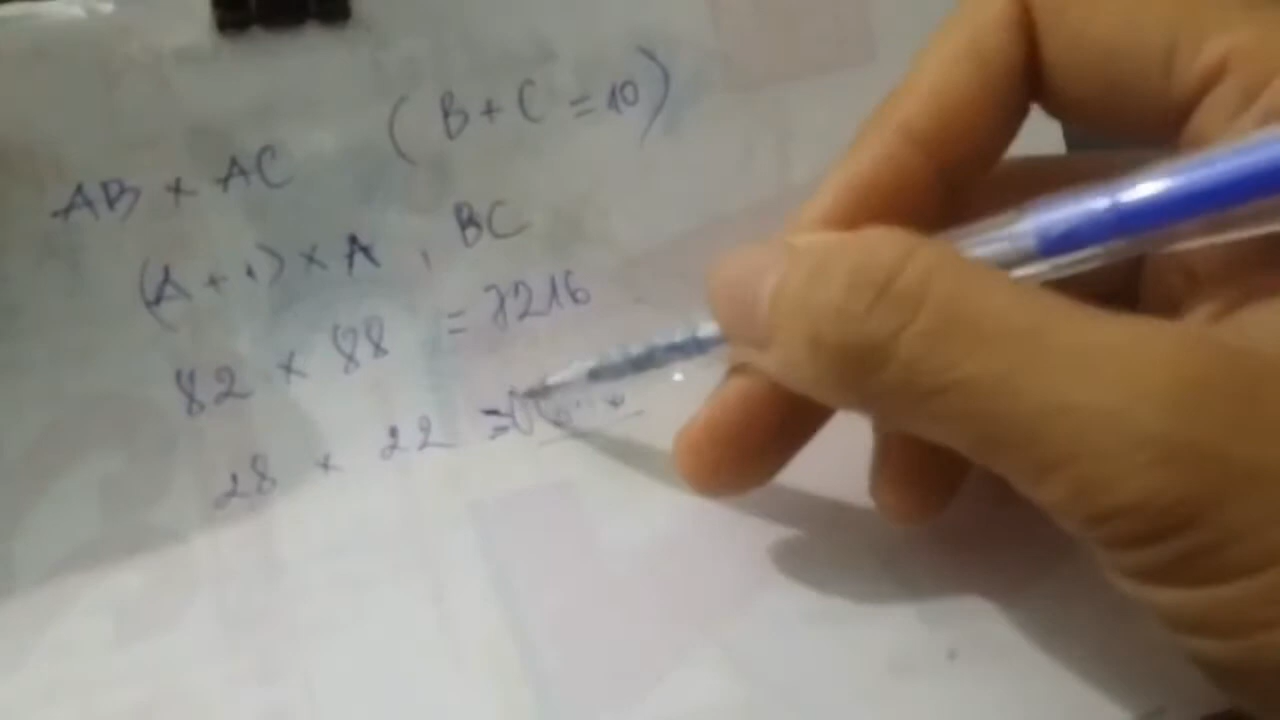 AB × AC (B + C = 10)
(A + 1) × A , BC
82 × 88 = 7216
28 × 22 =